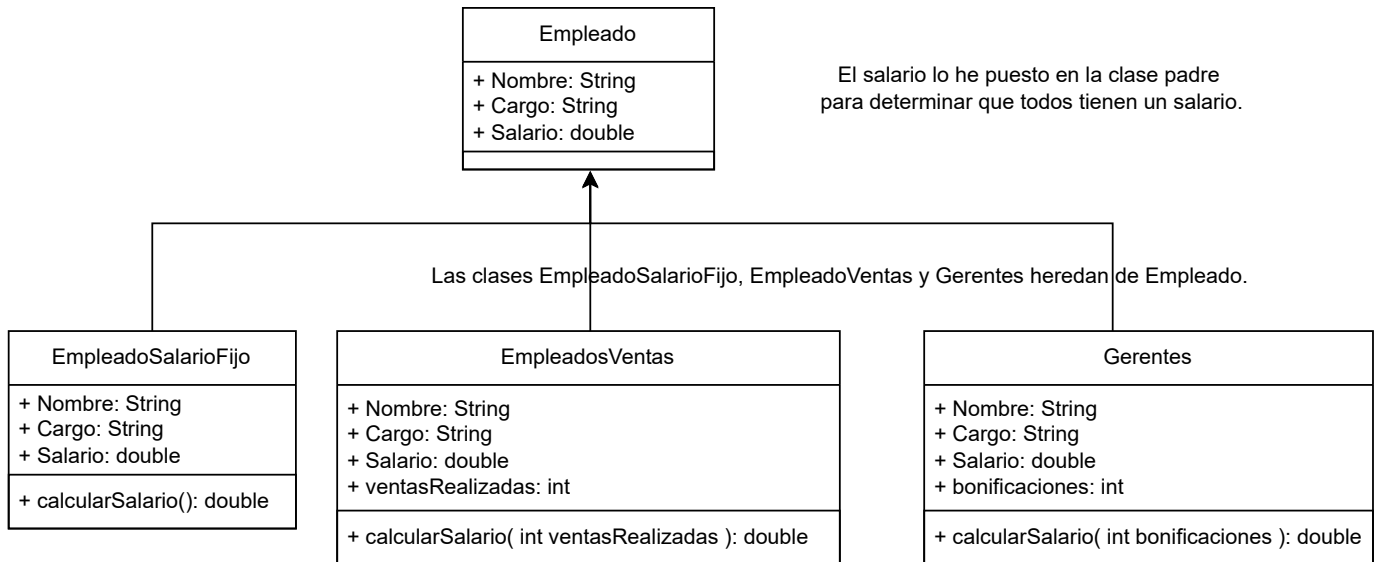 Empleado
+ Nombre: String
+ Cargo: String
+ Salario: double
El salario lo he puesto en la clase padre
para determinar que todos tienen un salario.
Las clases EmpleadoSalarioFijo, EmpleadoVentas y Gerentes heredan de Empleado.
EmpleadoSalarioFijo
+ Nombre: String
+ Cargo: String
+ Salario: double
+ calcularSalario(): double
EmpleadosVentas
+ Nombre: String
+ Cargo: String
+ Salario: double
+ ventasRealizadas: int
+ calcularSalario( int ventasRealizadas ): double
Gerentes
+ Nombre: String
+ Cargo: String
+ Salario: double
+ bonificaciones: int
+ calcularSalario( int bonificaciones ): double